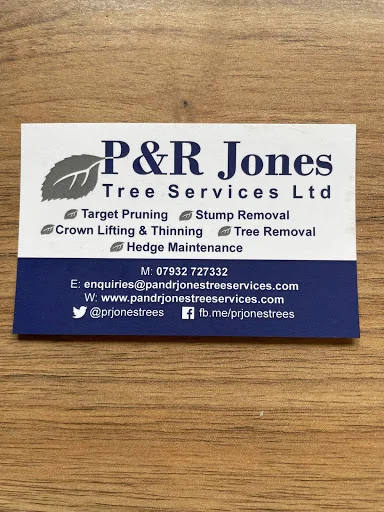 P&R Jones
Tree Services Ltd
Target Pruning Stump Removal
Crown Lifting & Thinning Tree Removal
Hedge Maintenance
M: 07932 727332
E: enquiries@pandrjonestreeservices.com
W: www.pandrjonestreeservices.com
@prjonestrees fb.me/prjonestrees